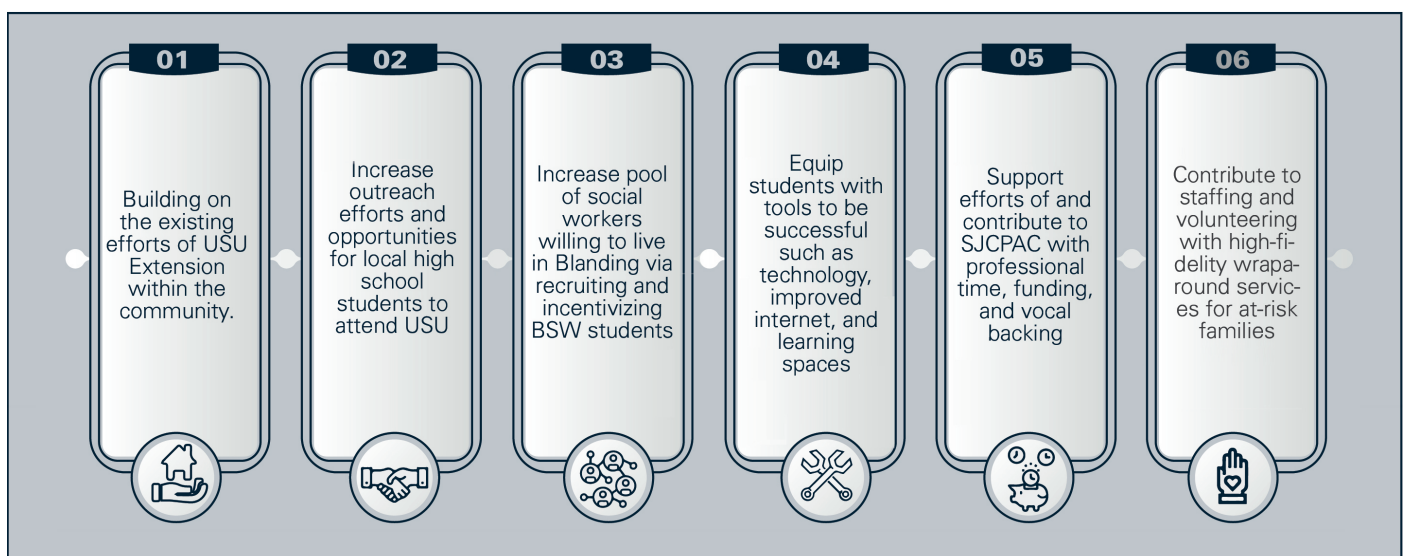 01
Building on
the existing
efforts of USU
Extension
within the
community.
02
Increase
outreach
efforts and
opportunities
for local high
school
students to
attend USU
03
Increase pool
of social
workers
willing to live
in Blanding via
recruiting and
incentivizing
BSW students
04
Equip
students with
tools to be
successful
such as
technology,
improved
internet, and
learning
spaces
05
Support
efforts of and
contribute to
SJCPAC with
professional
time, funding,
and vocal
backing
06
Contribute to
staffing and
volunteering
with high-fi-
delity wrapa-
round servic-
es for at-risk
families